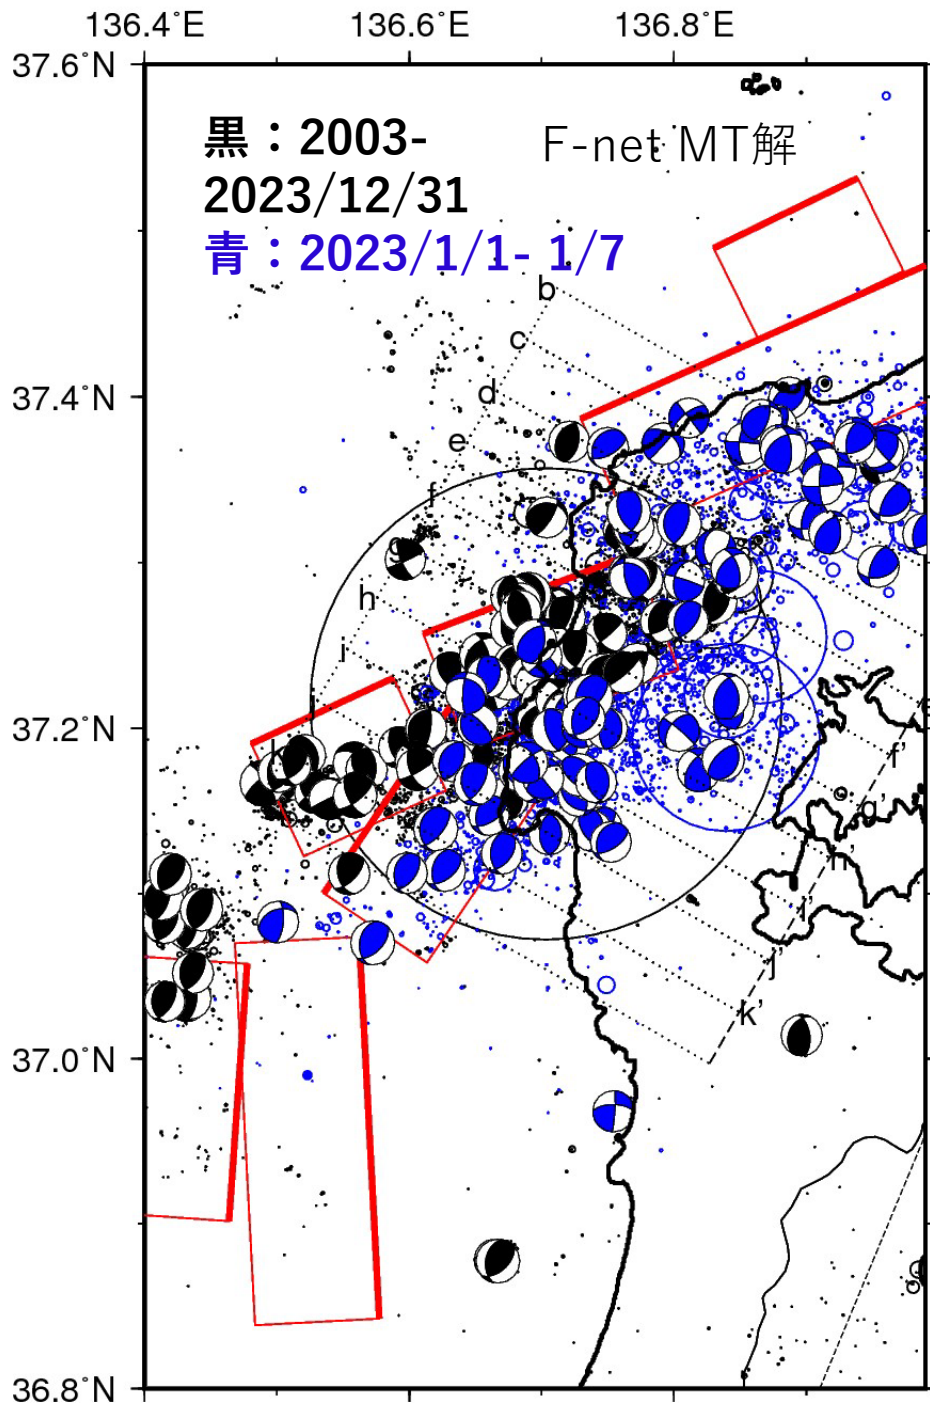 136.4°E 136.6°E 136.8°E
37.6°N
黒：2003-
2023/12/31
青：2023/1/1- 1/7
F-net MT解
b
c
d
37.4°N
e
f
h
i
37.2°N
k
f'
g'
h'
i'
j'
k'
37.0°N
36.8°N